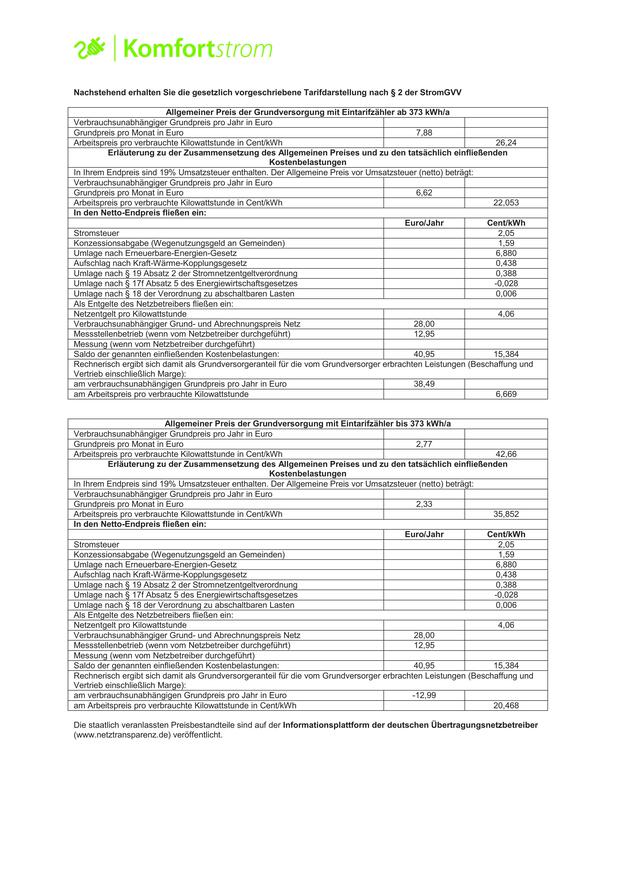 Komfortstrom
Nachstehend erhalten Sie die gesetzlich vorgeschriebene Tarifdarstellung nach § 2 der StromGVV
Allgemeiner Preis der Grundversorgung mit Eintarifzähler ab 373 kWh/a
Verbrauchsunabhängiger Grundpreis pro Jahr in Euro
Grundpreis pro Monat in Euro 7,88
Arbeitspreis pro verbrauchte Kilowattstunde in Cent/kWh 26,24
Erläuterung zu der Zusammensetzung des Allgemeinen Preises und zu den tatsächlich einfließenden
Kostenbelastungen
In Ihrem Endpreis sind 19% Umsatzsteuer enthalten. Der Allgemeine Preis vor Umsatzsteuer (netto) beträgt:
Verbrauchsunabhängiger Grundpreis pro Jahr in Euro
Grundpreis pro Monat in Euro 6,62
Arbeitspreis pro verbrauchte Kilowattstunde in Cent/kWh 22,053
In den Netto-Endpreis fließen ein:
Euro/Jahr Cent/kWh
Stromsteuer 2,05
Konzessionsabgabe (Wegenutzungsgeld an Gemeinden) 1,59
Umlage nach Erneuerbare-Energien-Gesetz 6,880
Aufschlag nach Kraft-Wärme-Kopplungsgesetz 0,438
Umlage nach § 19 Absatz 2 der Stromnetzentgeltverordnung 0,388
Umlage nach § 17f Absatz 5 des Energiewirtschaftsgesetzes -0,028
Umlage nach § 18 der Verordnung zu abschaltbaren Lasten 0,006
Als Entgelte des Netzbetreibers fließen ein:
Netzentgelt pro Kilowattstunde 4,06
Verbrauchsunabhängiger Grund- und Abrechnungspreis Netz 28,00
Messstellenbetrieb (wenn vom Netzbetreiber durchgeführt) 12,95
Messung (wenn vom Netzbetreiber durchgeführt)
Saldo der genannten einfließenden Kostenbelastungen: 40,95 15,384
Rechnerisch ergibt sich damit als Grundversorgeranteil für die vom Grundversorger erbrachten Leistungen (Beschaffung und
Vertrieb einschließlich Marge):
am verbrauchsunabhängigen Grundpreis pro Jahr in Euro 38,49
am Arbeitspreis pro verbrauchte Kilowattstunde 6,669
Allgemeiner Preis der Grundversorgung mit Eintarifzähler bis 373 kWh/a
Verbrauchsunabhängiger Grundpreis pro Jahr in Euro
Grundpreis pro Monat in Euro 2,77
Arbeitspreis pro verbrauchte Kilowattstunde in Cent/kWh 42,66
Erläuterung zu der Zusammensetzung des Allgemeinen Preises und zu den tatsächlich einfließenden
Kostenbelastungen
In Ihrem Endpreis sind 19% Umsatzsteuer enthalten. Der Allgemeine Preis vor Umsatzsteuer (netto) beträgt:
Verbrauchsunabhängiger Grundpreis pro Jahr in Euro
Grundpreis pro Monat in Euro 2,33
Arbeitspreis pro verbrauchte Kilowattstunde in Cent/kWh 35,852
In den Netto-Endpreis fließen ein:
Euro/Jahr Cent/kWh
Stromsteuer 2,05
Konzessionsabgabe (Wegenutzungsgeld an Gemeinden) 1,59
Umlage nach Erneuerbare-Energien-Gesetz 6,880
Aufschlag nach Kraft-Wärme-Kopplungsgesetz 0,438
Umlage nach § 19 Absatz 2 der Stromnetzentgeltverordnung 0,388
Umlage nach § 17f Absatz 5 des Energiewirtschaftsgesetzes -0,028
Umlage nach § 18 der Verordnung zu abschaltbaren Lasten 0,006
Als Entgelte des Netzbetreibers fließen ein:
Netzentgelt pro Kilowattstunde 4,06
Verbrauchsunabhängiger Grund- und Abrechnungspreis Netz 28,00
Messstellenbetrieb (wenn vom Netzbetreiber durchgeführt) 12,95
Messung (wenn vom Netzbetreiber durchgeführt)
Saldo der genannten einfließenden Kostenbelastungen: 40,95 15,384
Rechnerisch ergibt sich damit als Grundversorgeranteil für die vom Grundversorger erbrachten Leistungen (Beschaffung und
Vertrieb einschließlich Marge):
am verbrauchsunabhängigen Grundpreis pro Jahr in Euro -12,99
am Arbeitspreis pro verbrauchte Kilowattstunde in Cent/kWh 20,468
Die staatlich veranlassten Preisbestandteile sind auf der Informationsplattform der deutschen Übertragungsnetzbetreiber
(www.netztransparenz.de) veröffentlicht.